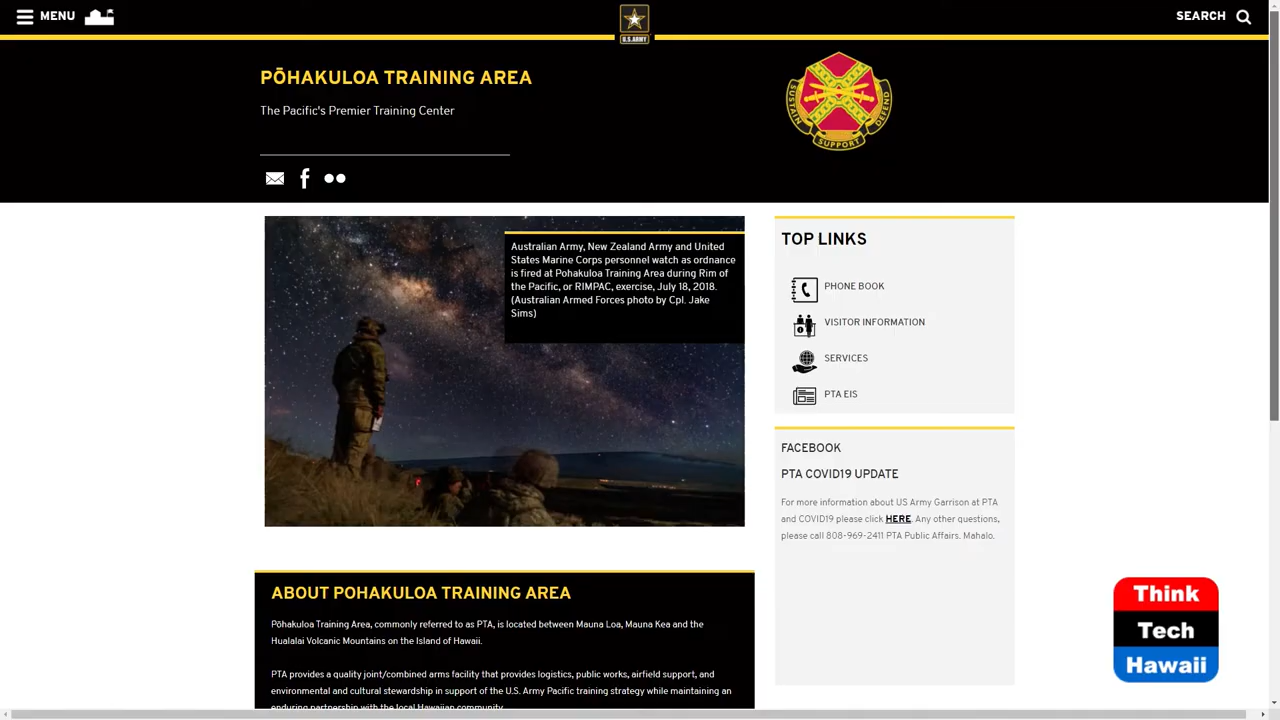 MENU
SEARCH
U.S.ARMY
PŌHAKULOA TRAINING AREA
The Pacific's Premier Training Center
SUSTAIN
SUPPORT
DEFEND
Australian Army, New Zealand Army and United
States Marine Corps personnel watch as ordnance
is fired at Pohakuloa Training Area during Rim of
the Pacific, or RIMPAC, exercise, July 18, 2018.
(Australian Armed Forces photo by Cpl. Jake
Sims)
TOP LINKS
PHONE BOOK
VISITOR INFORMATION
SERVICES
PTA EIS
FACEBOOK
PTA COVID19 UPDATE
For more information about US Army Garrison at PTA
and COVID19 please click HERE. Any other questions,
please call 808-969-2411 PTA Public Affairs. Mahalo.
ABOUT POHAKULOA TRAINING AREA
Pōhakuloa Training Area, commonly referred to as PTA, is located between Mauna Loa, Mauna Kea and the
Hualalai Volcanic Mountains on the Island of Hawaii.
PTA provides a quality joint/combined arms facility that provides logistics, public works, airfield support, and
environmental and cultural stewardship in support of the U.S. Army Pacific training strategy while maintaining an
enduring partnership with the local Hawaiian community.
Think
Tech
Hawaii